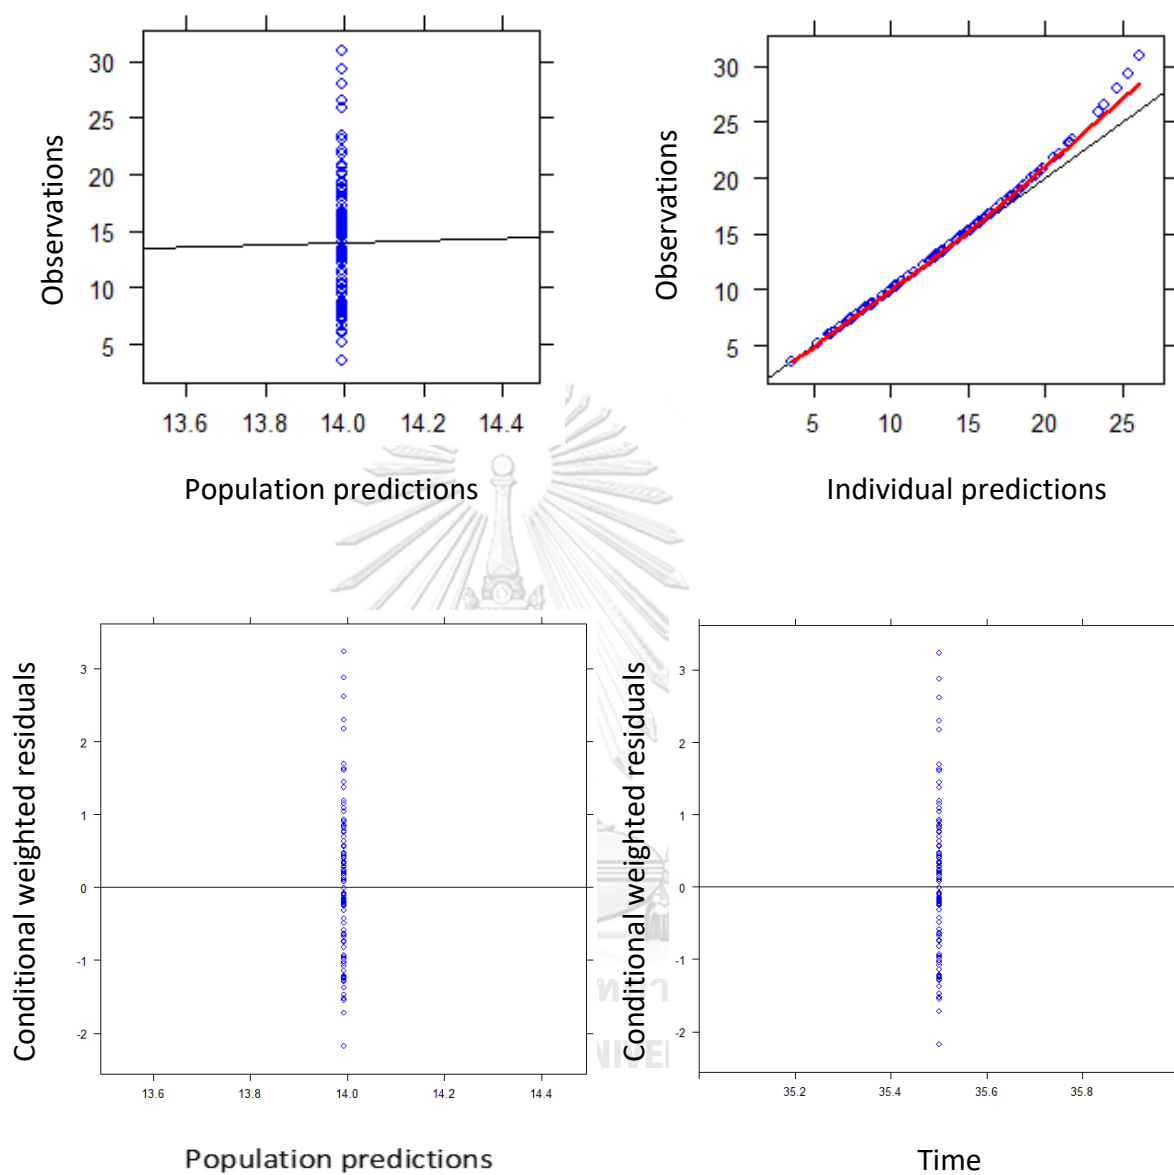 30
25
20
15
10
5
Observations
13.6 13.8 14.0 14.2 14.4
Population predictions
30
25
20
15
10
5
Observations
5 10 15 20 25
Individual predictions
3
2
1
0
-1
-2
Conditional weighted residuals
13.6 13.8 14.0 14.2 14.4
Population predictions
3
2
1
0
-1
-2
Conditional weighted residuals
35.2 35.4 35.6 35.8
Time